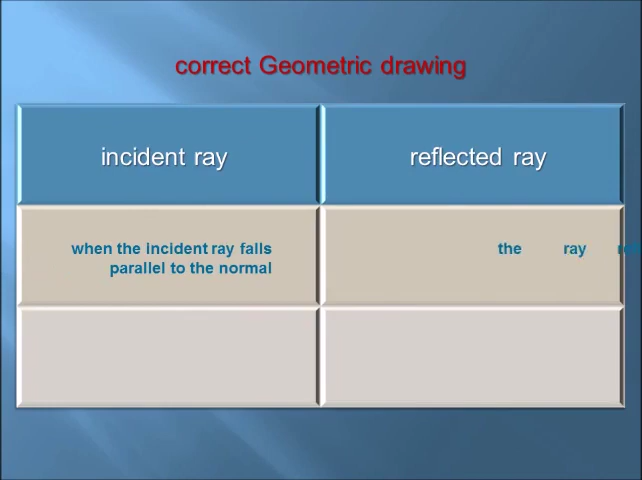 correct Geometric drawing
incident ray
reflected ray
when the incident ray falls
parallel to the normal
the ray